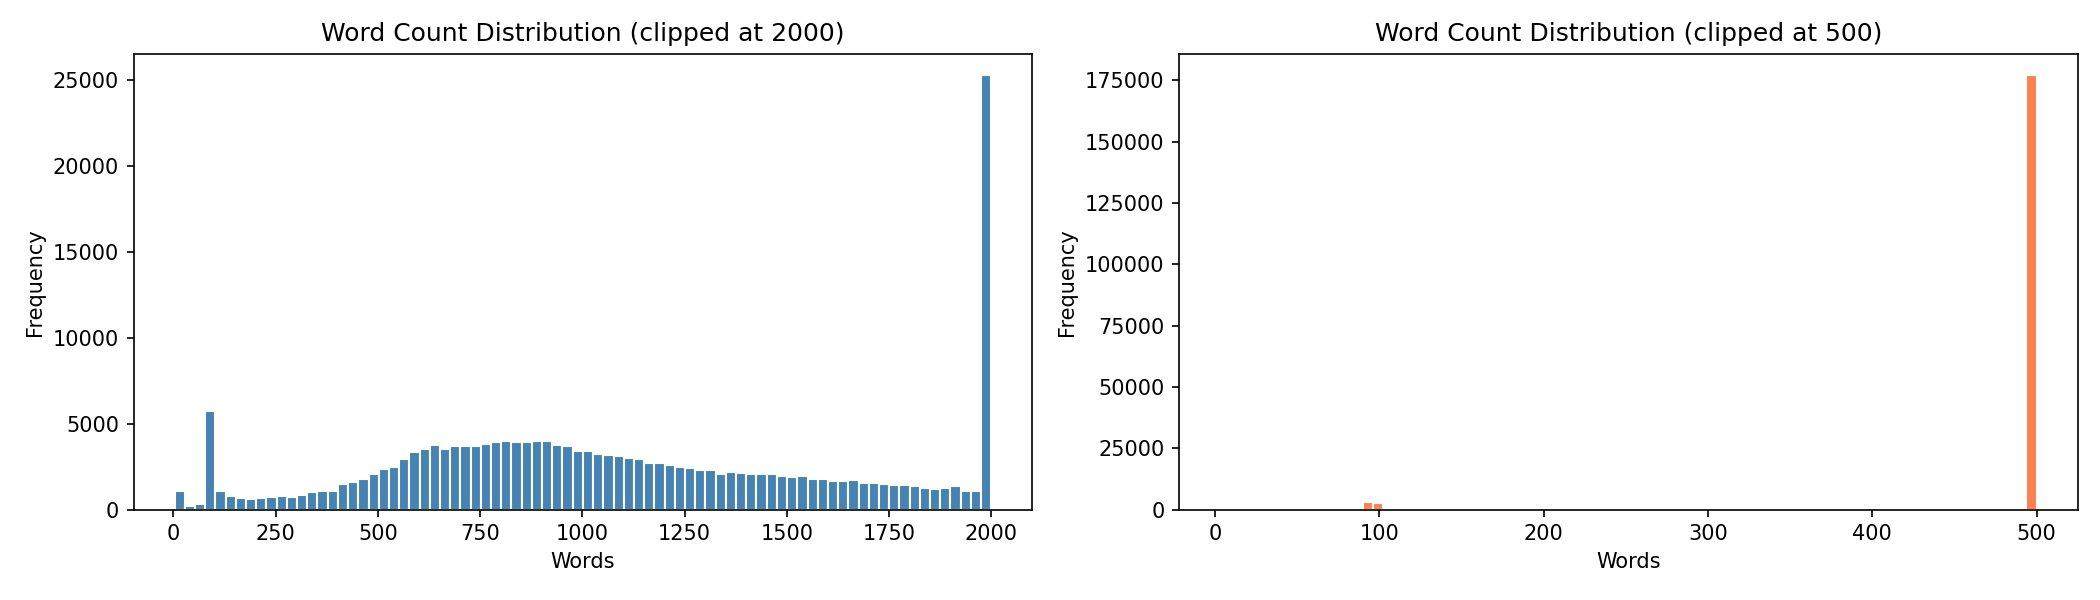 Word Count Distribution (clipped at 2000)
25000
20000
15000
10000
5000
0
Frequency
0 250 500 750 1000 1250 1500 1750 2000
Words
Word Count Distribution (clipped at 500)
175000
150000
125000
100000
75000
50000
25000
0
Frequency
0 100 200 300 400 500
Words